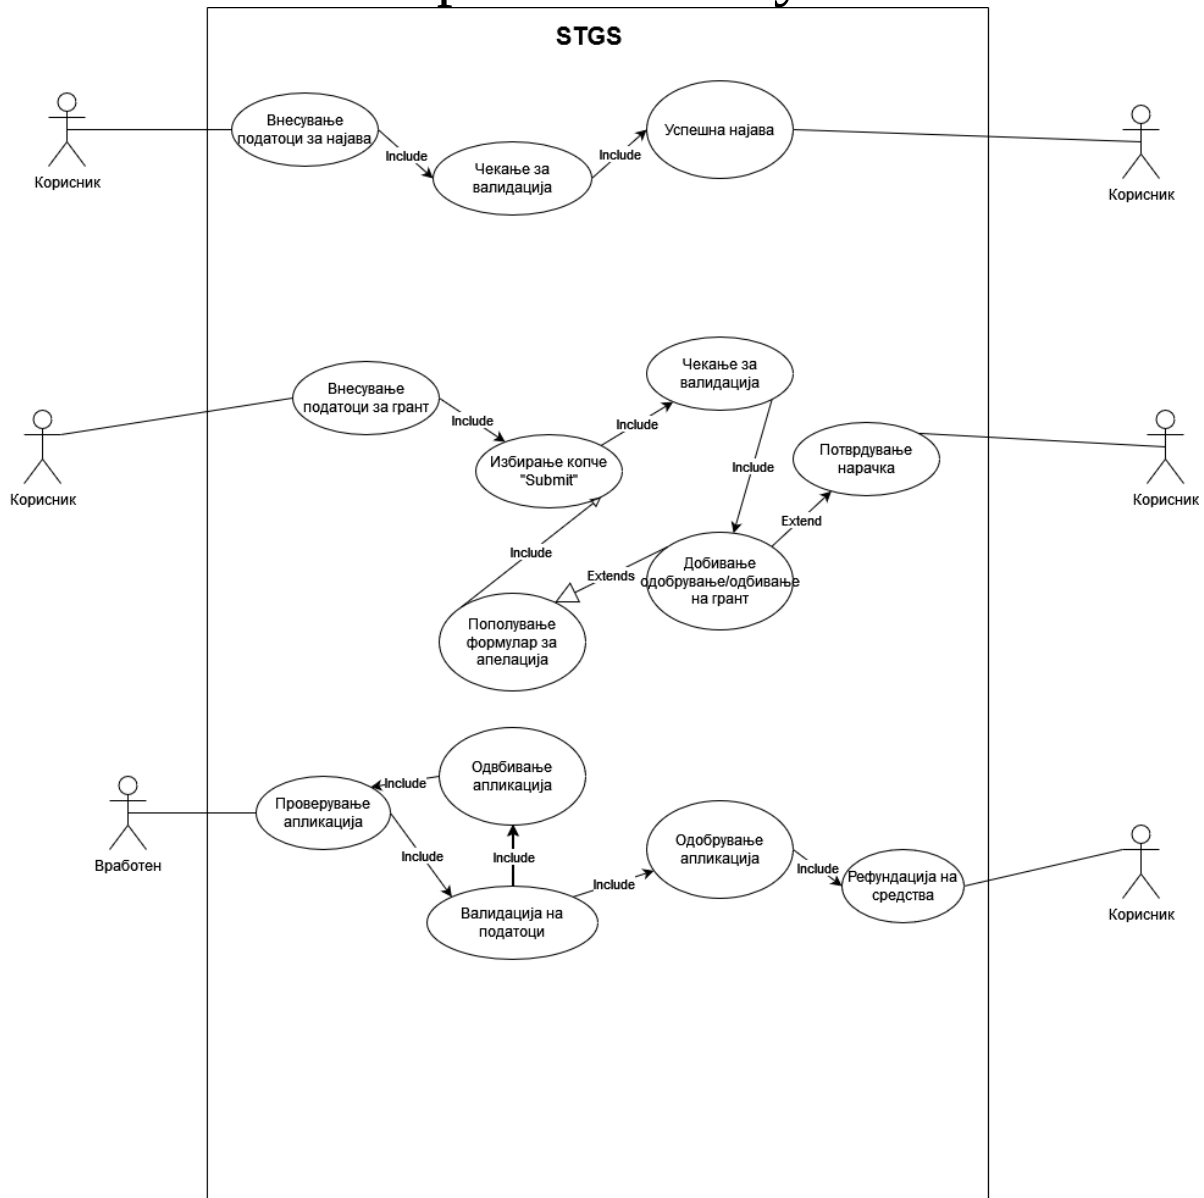 STGS
Внесување
податоци за најава
Include
Чекање за
валидација
Include
Успешна најава
Корисник
Корисник
Внесување
податоци за грант
Include
Избирање копче
"Submit"
Include
Чекање за
валидација
Include
Потврдување
нарачка
Extend
Добивање
одобрување/одбивање
на грант
Extends
Include
Пополување
формулар за
апелација
Корисник
Корисник
Одвбивање
апликација
Include
Проверување
апликација
Include
Include
Валидација на
податоци
Include
Одобрување
апликација
Include
Рефундација на
средства
Вработен
Корисник